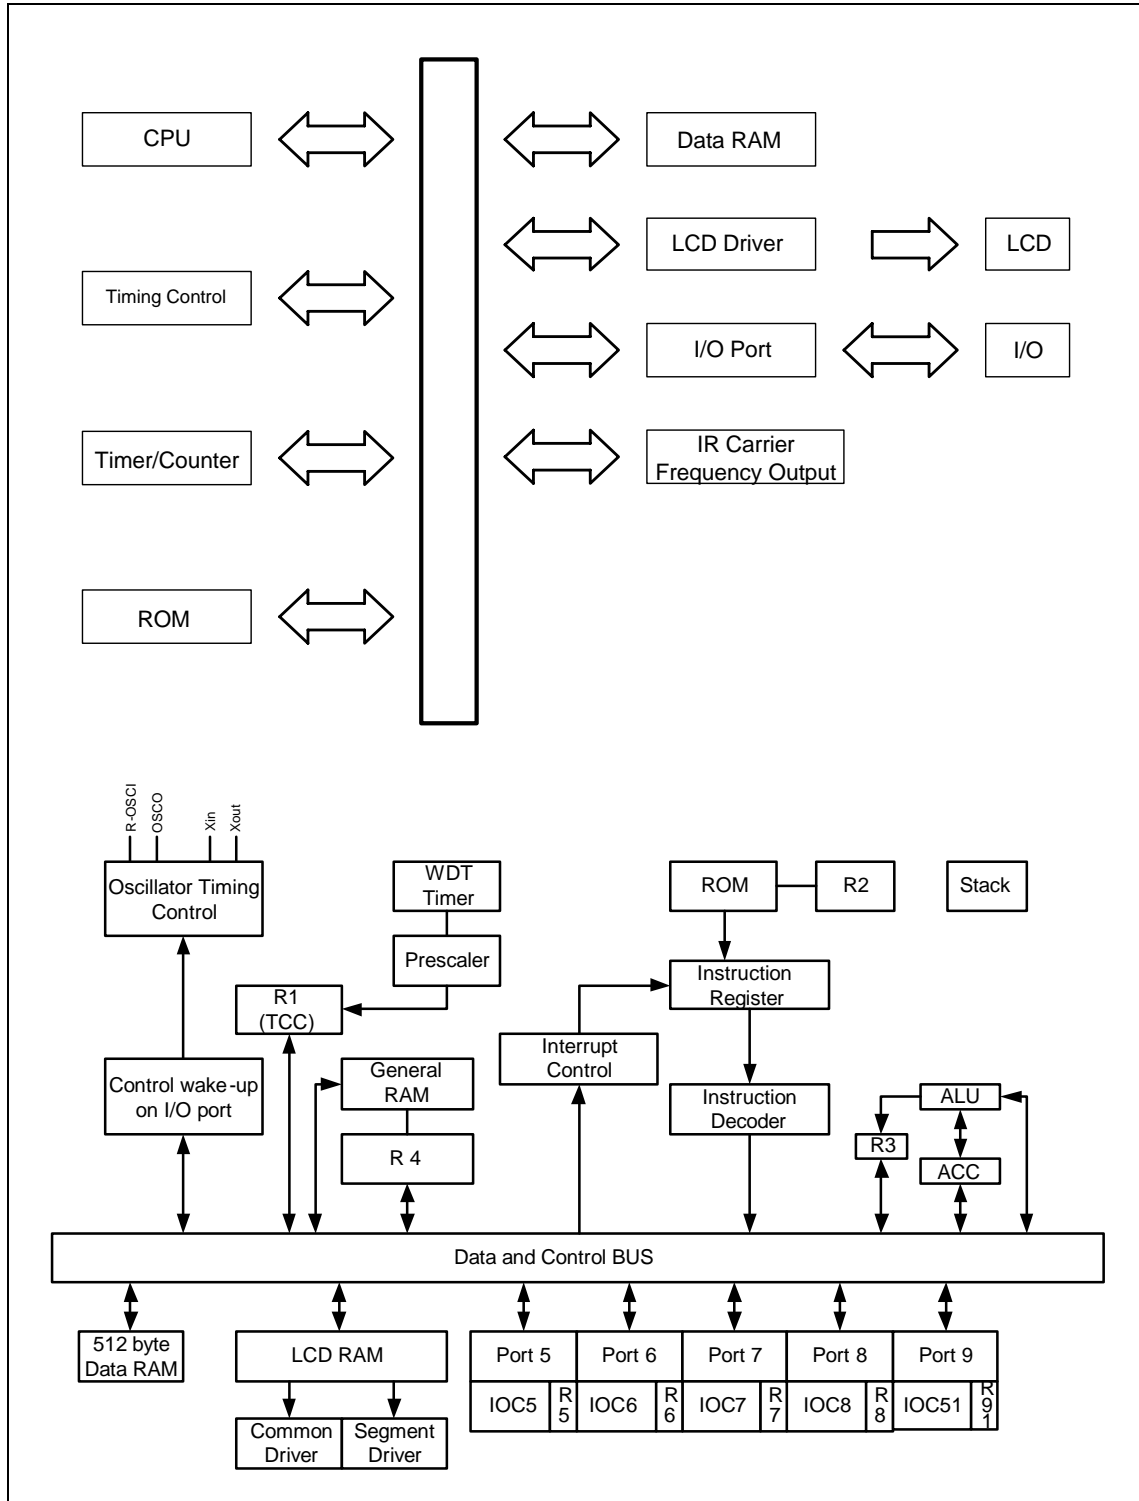 CPU
Data RAM
LCD Driver
LCD
Timing Control
I/O Port
I/O
Timer/Counter
IR Carrier
Frequency Output
ROM
R-OSCI
OSCO
Xin
Xout
Oscillator Timing
Control
WDT
Timer
ROM
R2
Stack
Prescaler
R1
(TCC)
Instruction
Register
Interrupt
Control
Control wake-up
on I/O port
General
RAM
Instruction
Decoder
ALU
R3
R 4
ACC
Data and Control BUS
512 byte
Data RAM
LCD RAM
Port 5
Port 6
Port 7
Port 8
Port 9
IOC5
R
5
IOC6
R
6
IOC7
R
7
IOC8
R
8
IOC51
R
91
Common
Driver
Segment
Driver